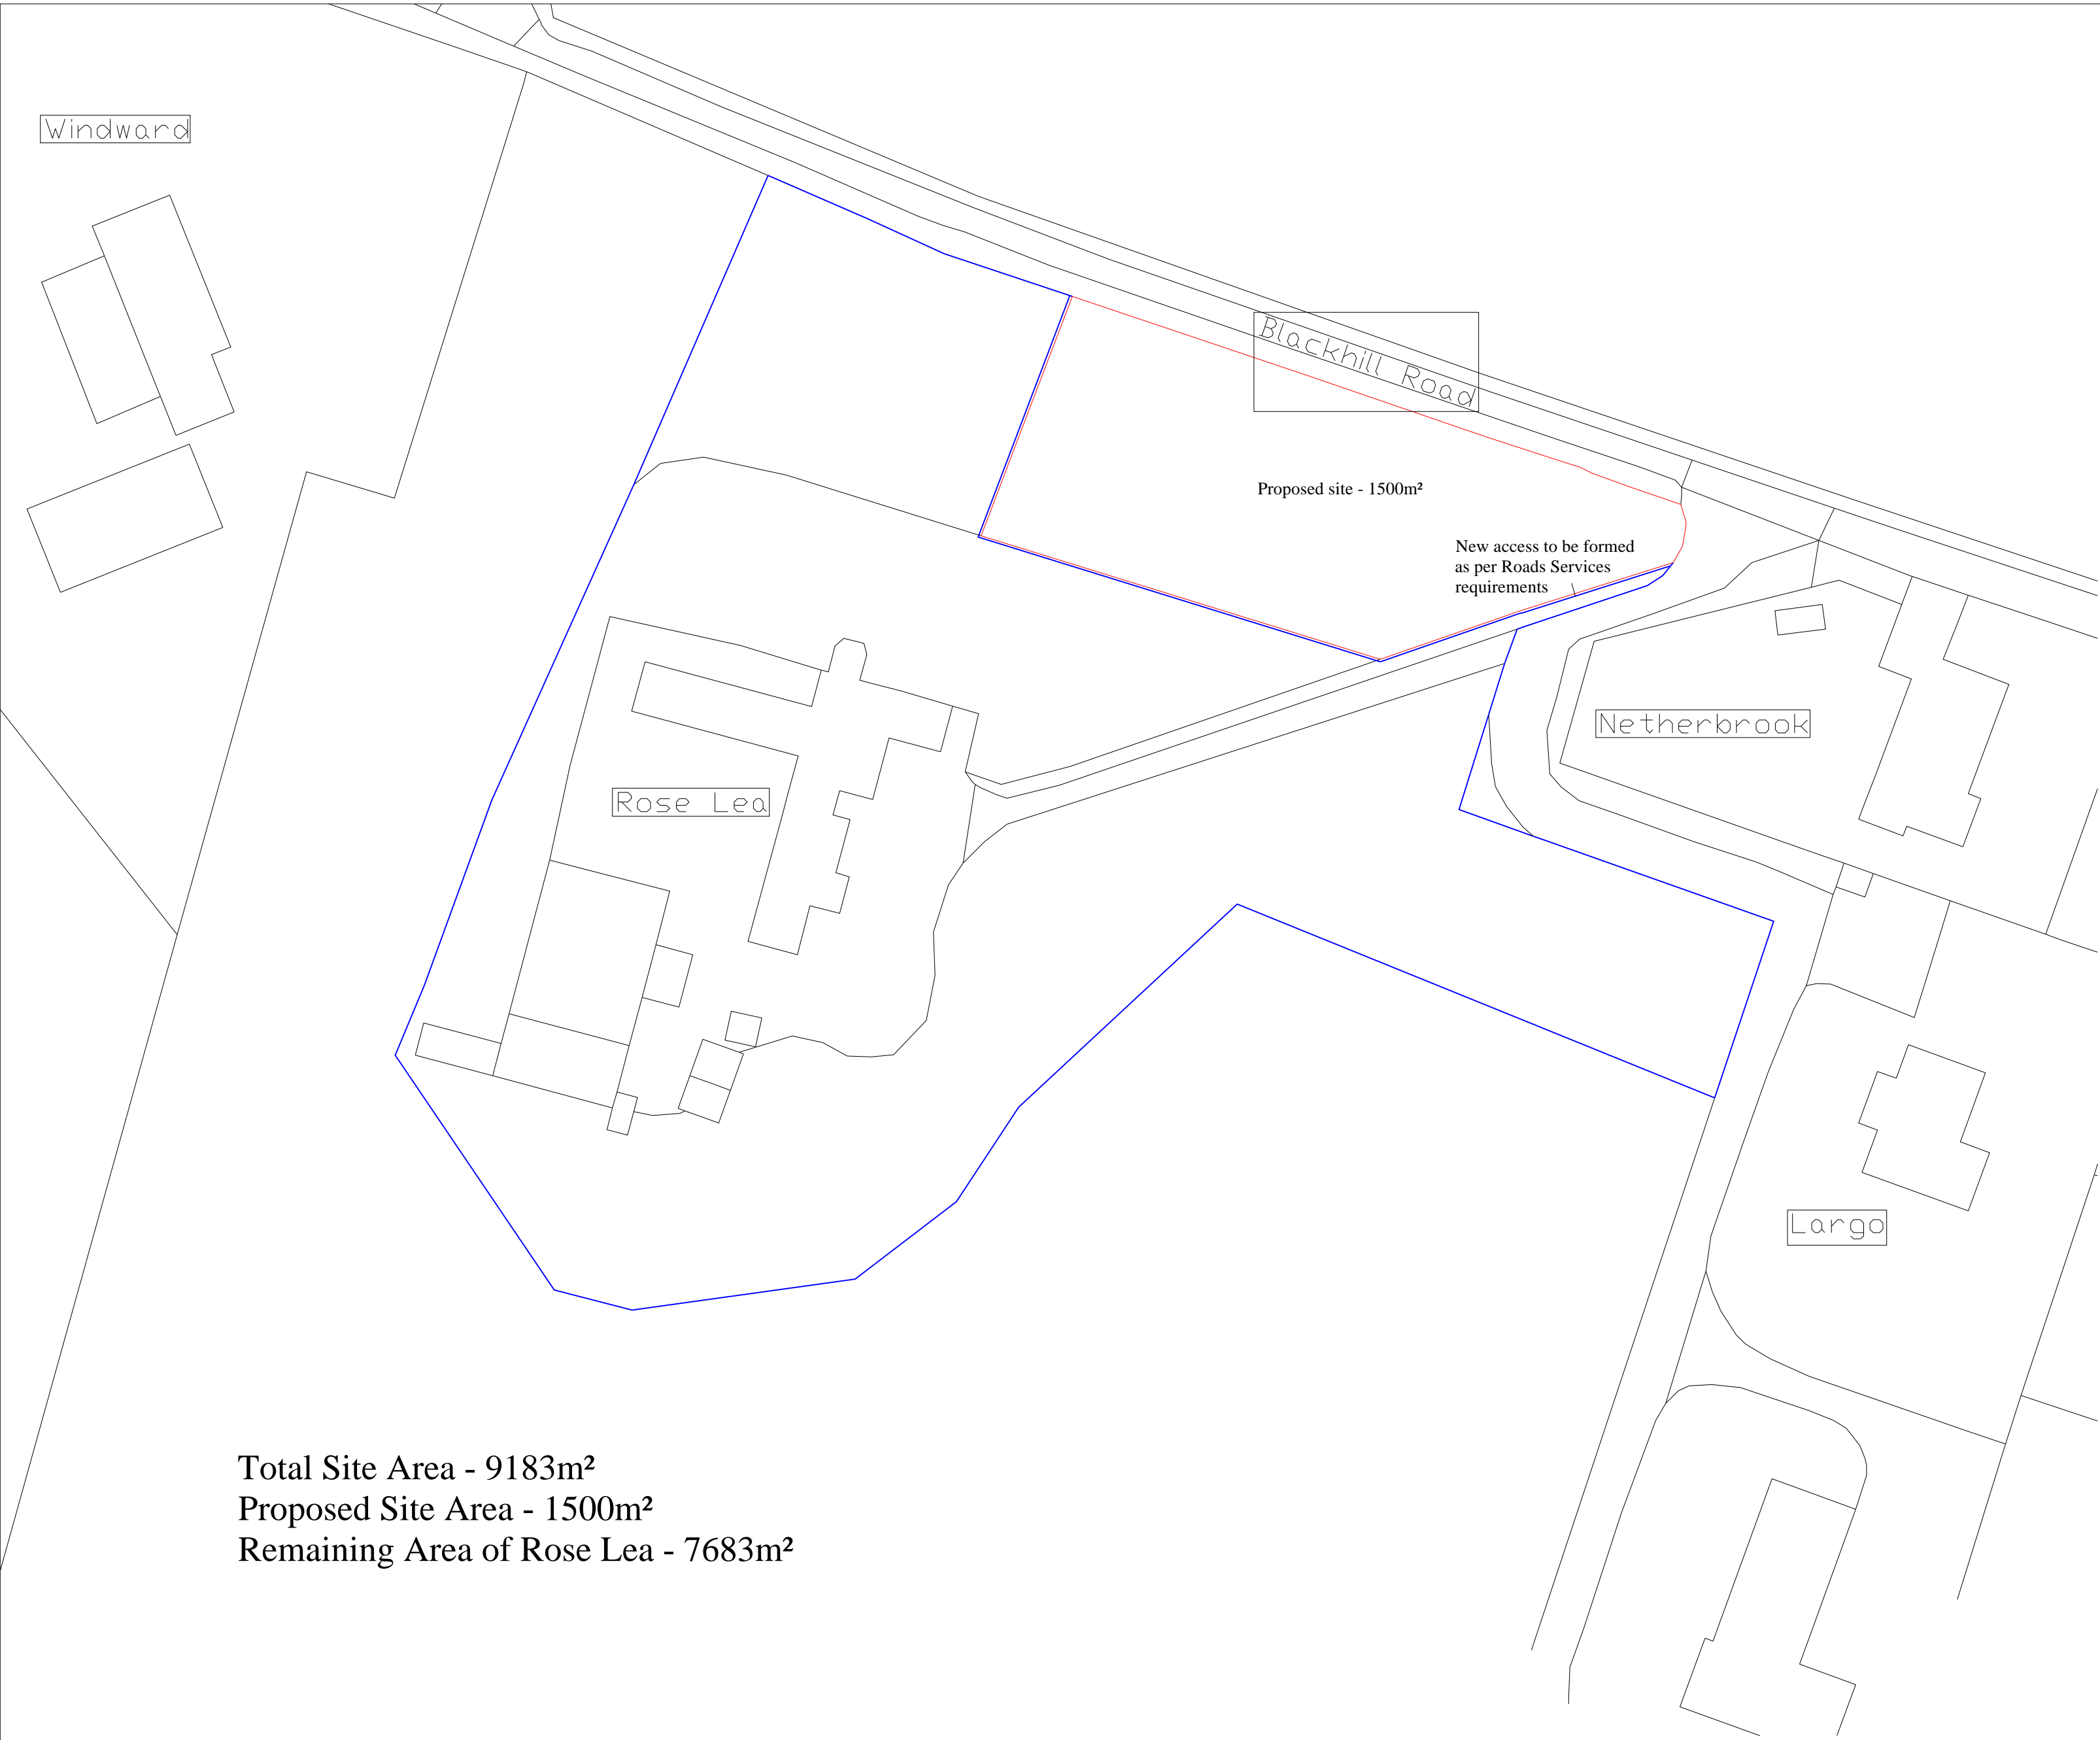 Windward
Blackhill Road
Proposed site - 1500m²
New access to be formed
as per Roads Services
requirements
Netherbrook
Rose Lea
Largo
Total Site Area - 9183m²
Proposed Site Area - 1500m²
Remaining Area of Rose Lea - 7683m²